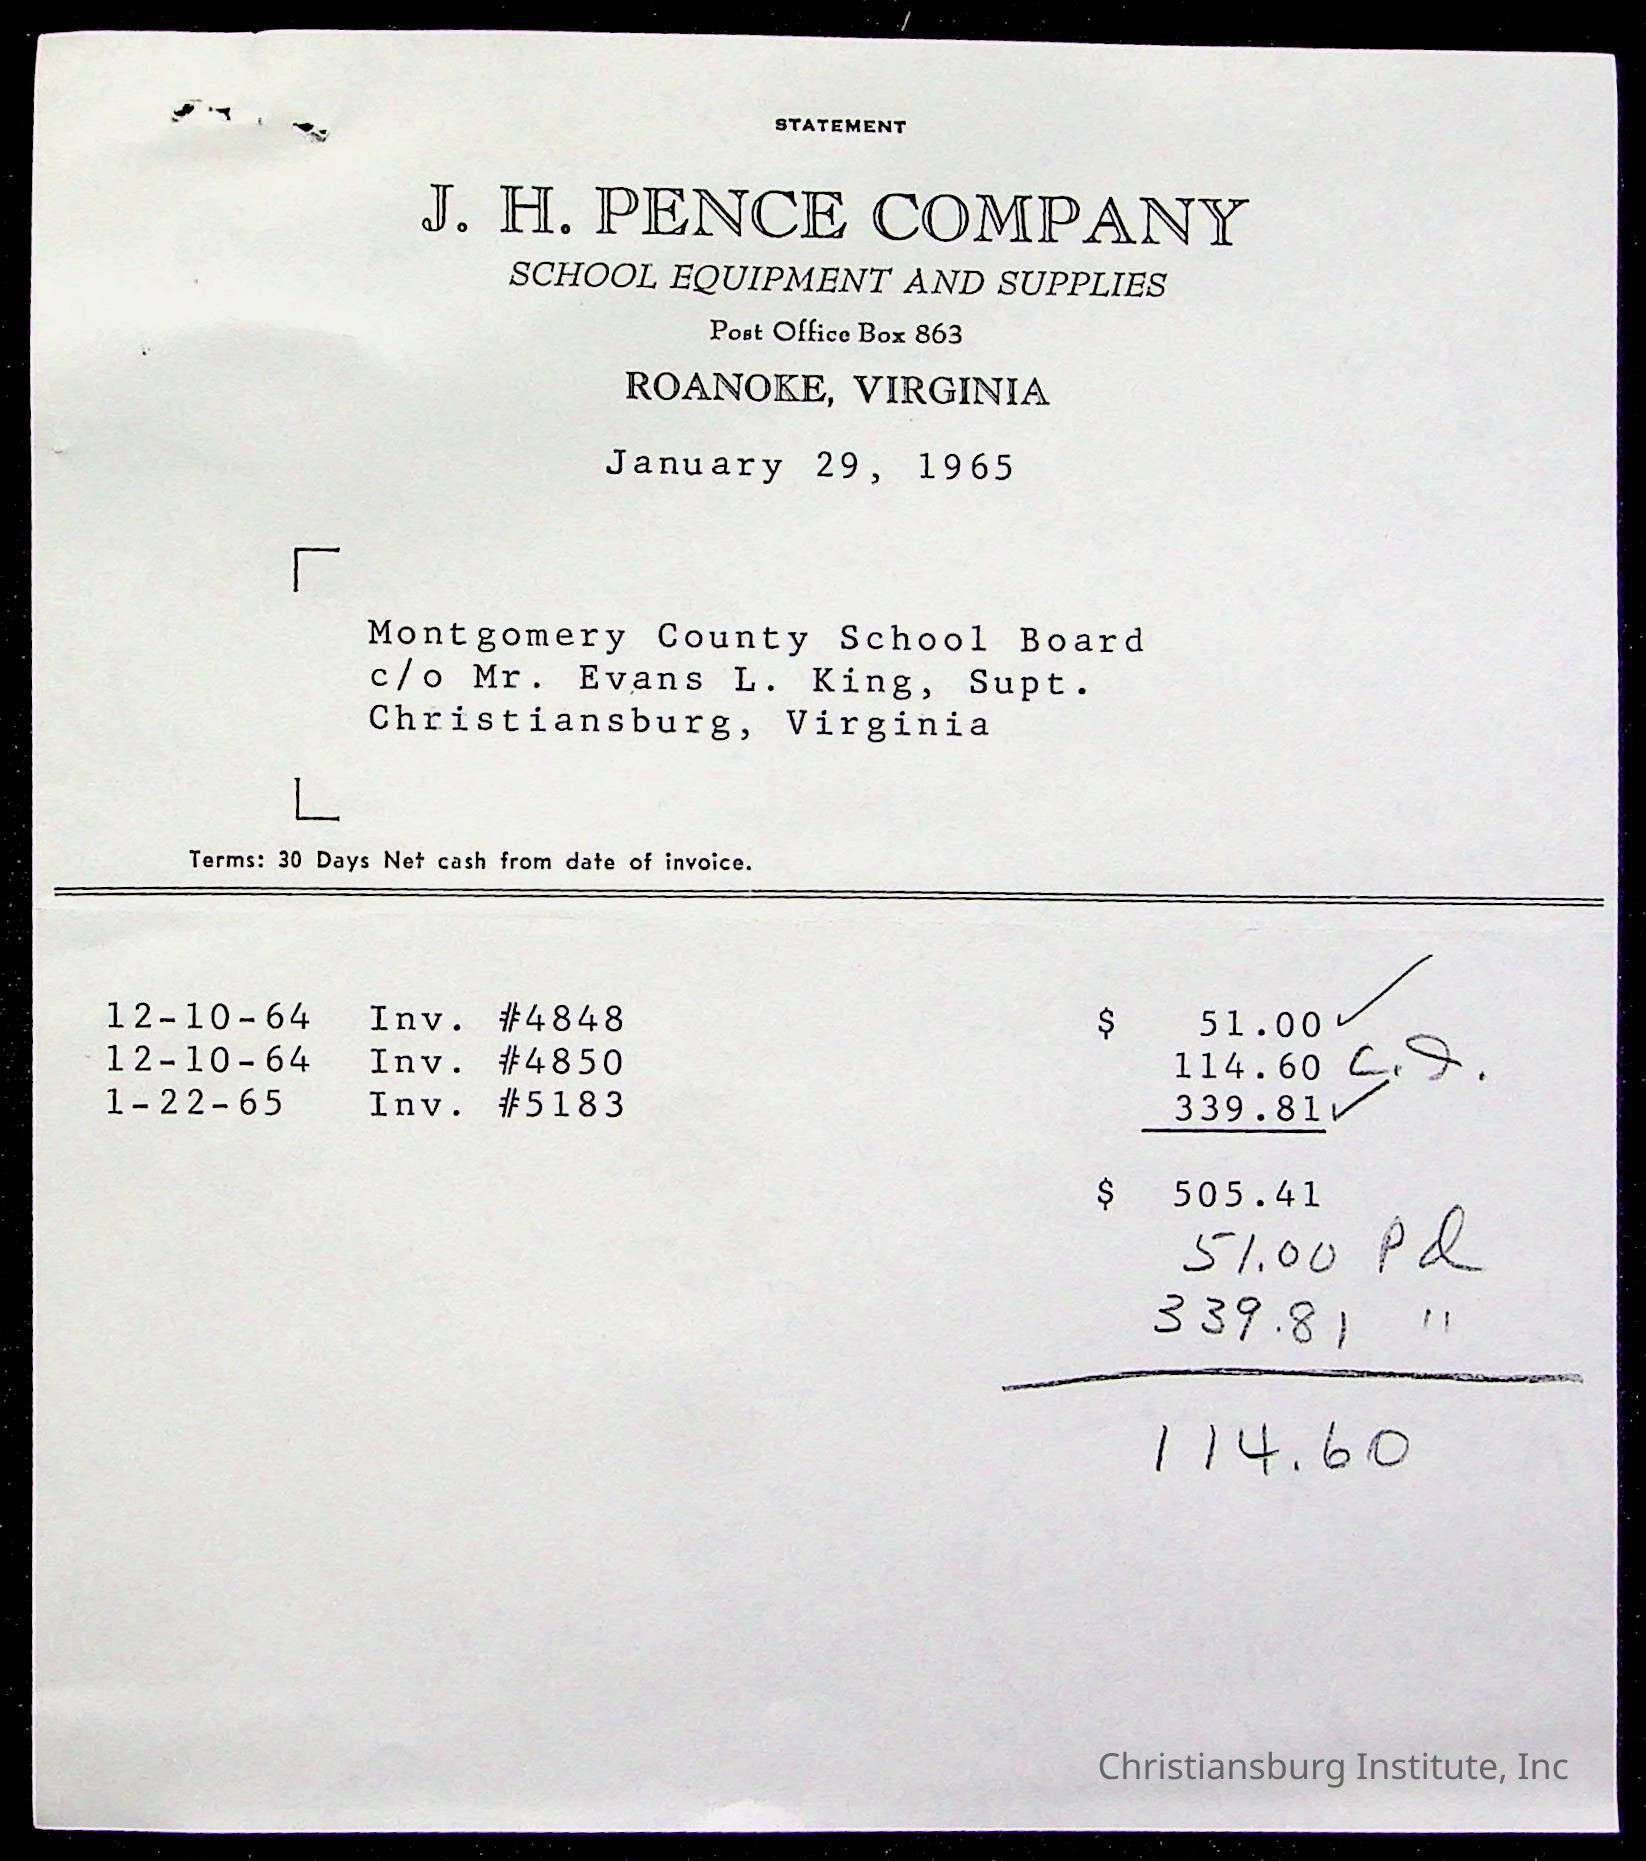 STATEMENT
J. H. PENCE COMPANY
SCHOOL EQUIPMENT AND SUPPLIES
Post Office Box 863
ROANOKE, VIRGINIA
January 29, 1965
Montgomery County School Board
c/o Mr. Evans L. King, Supt.
Christiansburg, Virginia
Terms: 30 Days Net cash from date of invoice.
12-10-64 Inv. #4848 $ 51.00 ✓
12-10-64 Inv. #4850 114.60 C.I.
1-22-65 Inv. #5183 339.81 ✓
$ 505.41
51.00 Pd
339.81 "
114.60
Christiansburg Institute, Inc